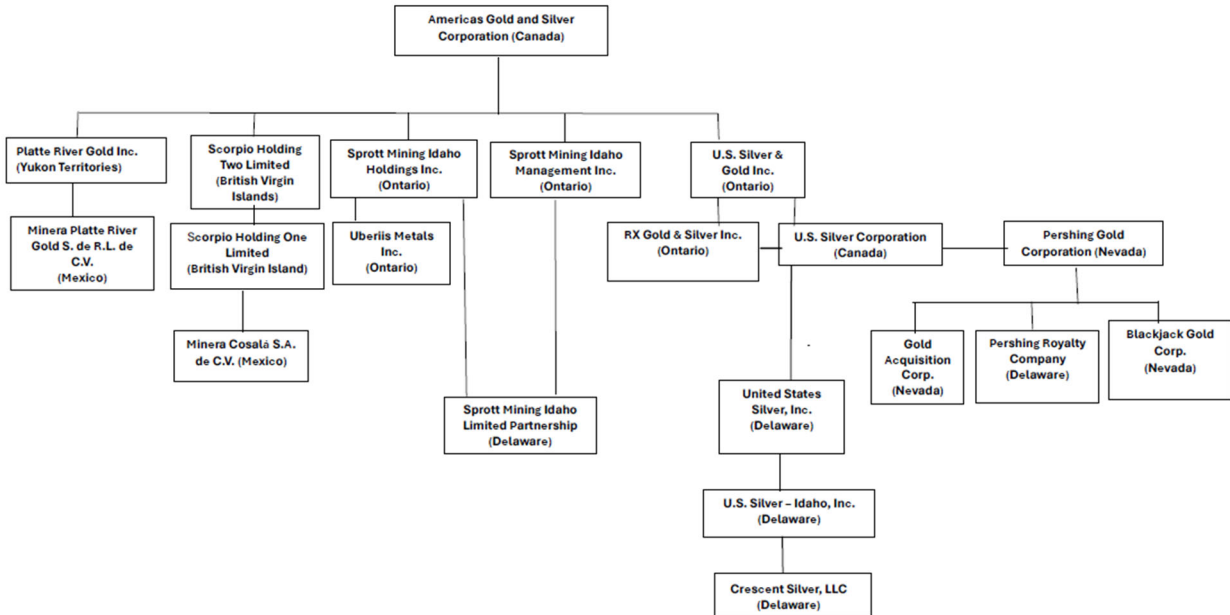 Americas Gold and Silver
Corporation (Canada)
Platte River Gold Inc.
(Yukon Territories)
Scorpio Holding
Two Limited
(British Virgin
Islands)
Sprott Mining Idaho
Holdings Inc.
(Ontario)
Sprott Mining Idaho
Management Inc.
(Ontario)
U.S. Silver &
Gold Inc.
(Ontario)
Minera Platte River
Gold S. de R.L. de
C.V.
(Mexico)
Scorpio Holding One
Limited
(British Virgin Island)
Uberiis Metals
Inc.
(Ontario)
RX Gold & Silver Inc.
(Ontario)
U.S. Silver Corporation
(Canada)
Pershing Gold
Corporation (Nevada)
Minera Cosalá S.A.
de C.V. (Mexico)
Gold
Acquisition
Corp.
(Nevada)
Pershing Royalty
Company
(Delaware)
Blackjack Gold
Corp.
(Nevada)
Sprott Mining Idaho
Limited Partnership
(Delaware)
United States
Silver, Inc.
(Delaware)
U.S. Silver – Idaho, Inc.
(Delaware)
Crescent Silver, LLC
(Delaware)